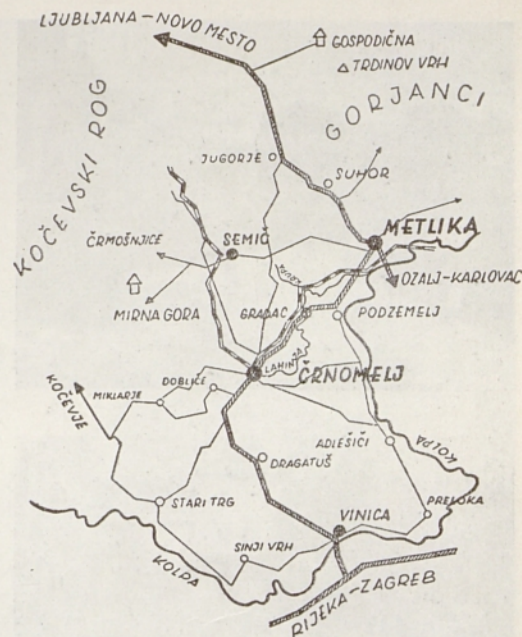 LJUBLJANA-NOVO MESTO
GOSPODIČNA
TRDINOV VRH
GORJANCI
KOČEVSKI ROG
JUGORJE
SUHOR
METLIKA
ČRMOŠNJICE
SEMIČ
OZALJ-KARLOVAC
MIRNA GORA
GRADAC
PODZEMELJ
LAHINJA
ČRNOMELJ
KOČEVJE
MIKLARJE
DOBLIČE
ADLEŠIČI
KOLPA
DRAGATUŠ
STARI TRG
VINICA
PRELOKA
SINJI VRH
KOLPA
RIJEKA-ZAGREB